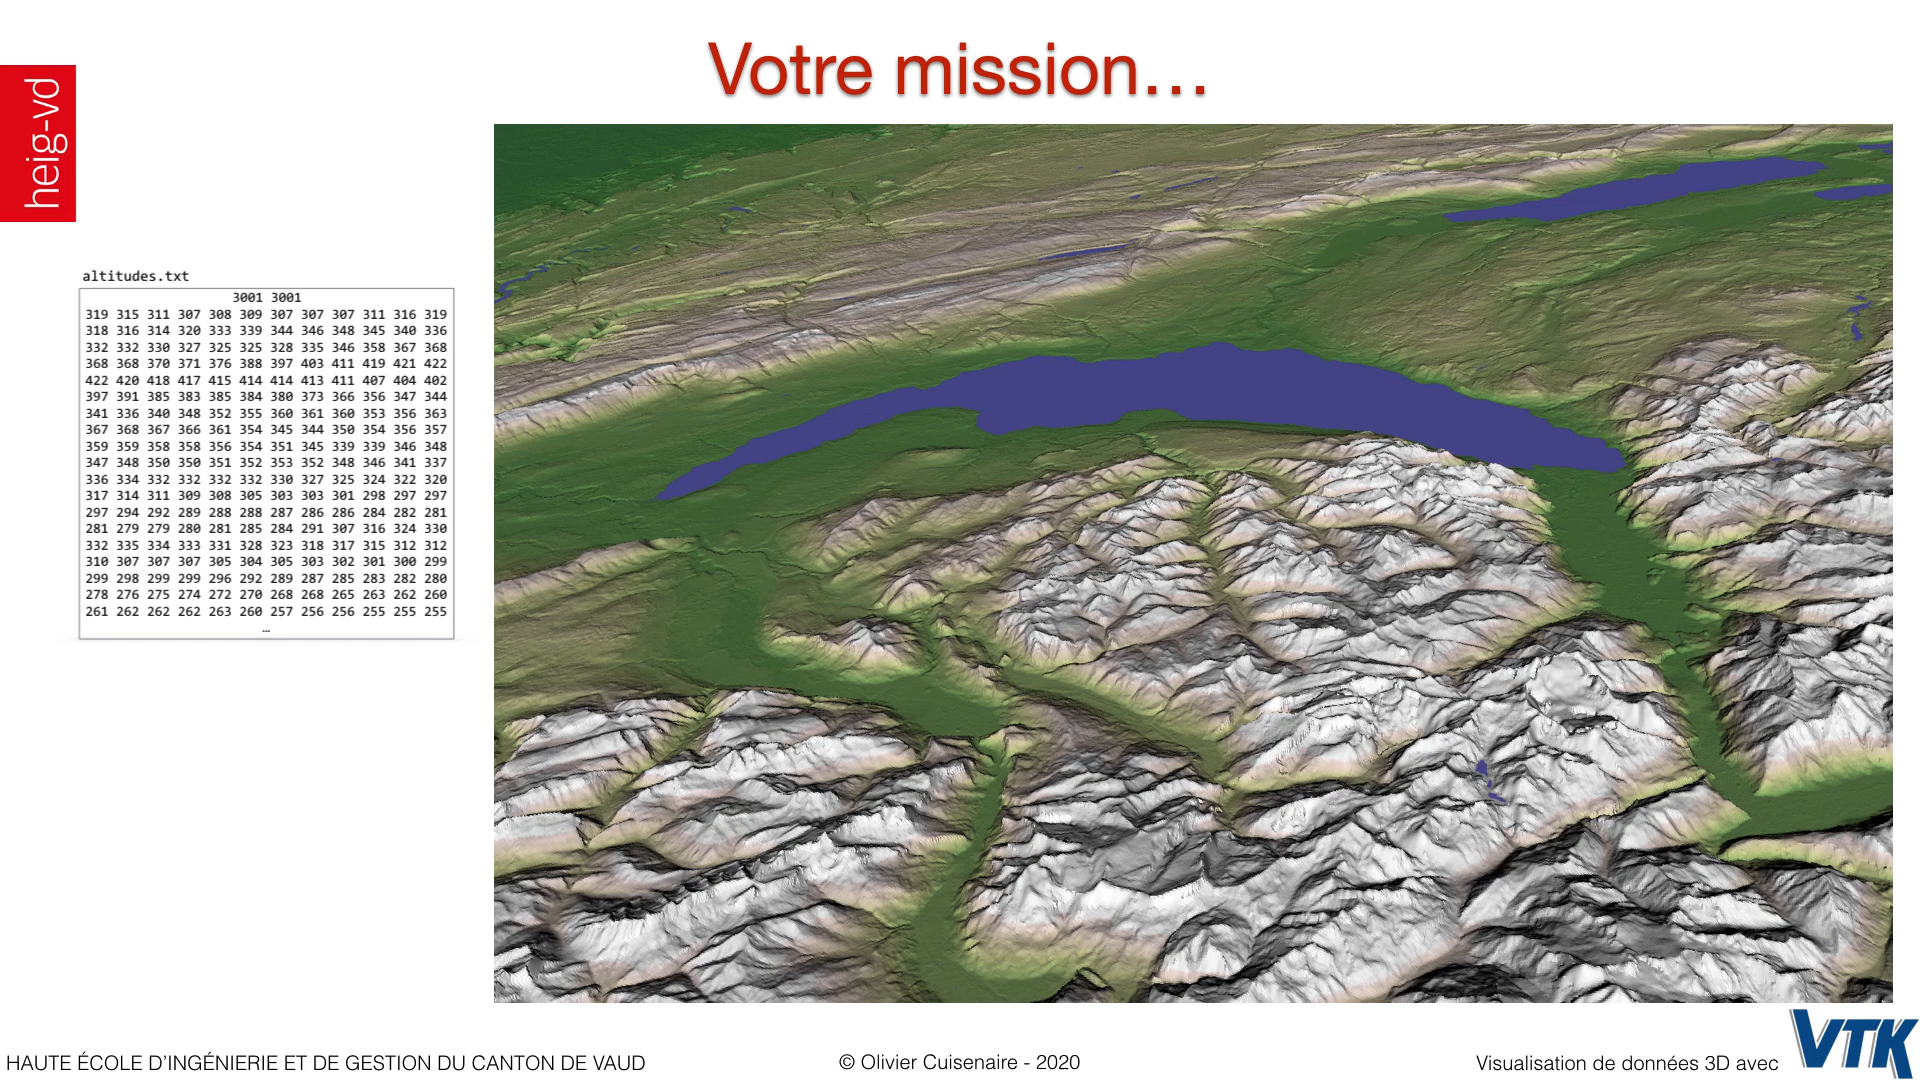 Votre mission…
heig-vd
altitudes.txt
3001 3001
319 315 311 307 308 309 307 307 307 311 316 319
318 316 314 320 333 339 344 346 348 345 340 336
332 332 330 327 325 325 328 335 346 358 367 368
368 368 370 371 376 388 397 403 411 419 421 422
422 420 418 417 415 414 414 413 411 407 404 402
397 391 385 383 385 384 380 373 366 356 347 344
341 336 340 348 352 355 360 361 360 353 356 363
367 368 367 366 361 354 345 344 350 354 356 357
359 359 358 358 356 354 351 345 339 339 346 348
347 348 350 350 351 352 353 352 348 346 341 337
336 334 332 332 332 332 330 327 325 324 322 320
317 314 311 309 308 305 303 303 301 298 297 297
297 294 292 289 288 288 287 286 286 284 282 281
281 279 279 280 281 285 284 291 307 316 324 330
332 335 334 333 331 328 323 318 317 315 312 312
310 307 307 307 305 304 305 303 302 301 300 299
299 298 299 299 296 292 289 287 285 283 282 280
278 276 275 274 272 270 268 268 265 263 262 260
261 262 262 262 263 260 257 256 256 255 255 255
…
HAUTE ÉCOLE D’INGÉNIERIE ET DE GESTION DU CANTON DE VAUD
© Olivier Cuisenaire - 2020
Visualisation de données 3D avec
VTK